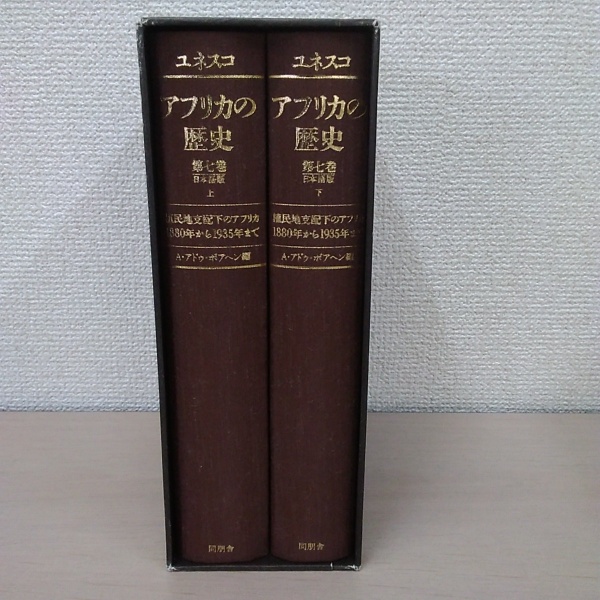 ユネスコ
アフリカの
歴史
第七巻
日本語版
上
植民地支配下のアフリカ
1880年から1935年まで
A・アドゥ・ボアヘン編
同朋舎
ユネスコ
アフリカの
歴史
第七巻
日本語版
下
植民地支配下のアフリカ
1880年から1935年まで
A・アドゥ・ボアヘン編
同朋舎